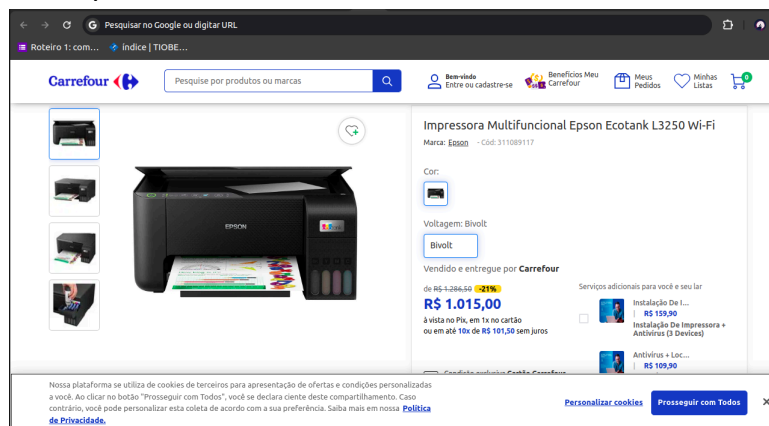 Pesquisar no Google ou digitar URL
Roteiro 1: com... índice | TIOBE...
Carrefour
Pesquise por produtos ou marcas
Bem-vindo
Entre ou cadastre-se
Benefícios Meu
Carrefour
Meus
Pedidos
Minhas
Listas
0
Impressora Multifuncional Epson Ecotank L3250 Wi-Fi
Marca: Epson - Cód: 311089117
Cor:
EPSON
Voltagem: Bivolt
Bivolt
Vendido e entregue por Carrefour
de R$ 1.286,50 -21%
R$ 1.015,00
à vista no Pix, em 1x no cartão
ou em até 10x de R$ 101,50 sem juros
Serviços adicionais para você e seu lar
Instalação De I...
| R$ 159,90
Instalação De Impressora +
Antivirus (3 Devices)
Antivirus + Loc...
| R$ 109,90
Nossa plataforma se utiliza de cookies de terceiros para apresentação de ofertas e condições personalizadas
a você. Ao clicar no botão "Prosseguir com Todos", você se declara ciente deste compartilhamento. Caso
contrário, você pode personalizar esta coleta de acordo com a sua preferência. Saiba mais em nossa Política
de Privacidade.
Personalizar cookies
Prosseguir com Todos